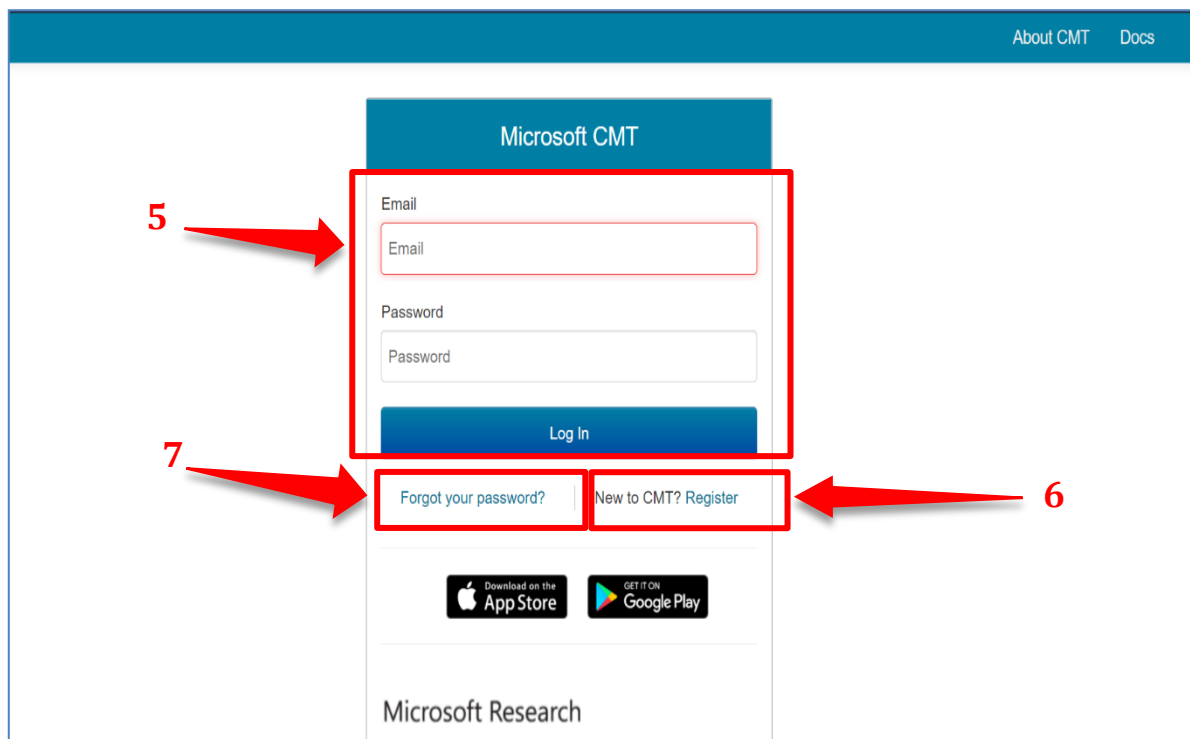 About CMT Docs
Microsoft CMT
Email
5
Email
Password
Password
Log In
7
Forgot your password? New to CMT? Register
6
Download on the
App Store
GET IT ON
Google Play
Microsoft Research